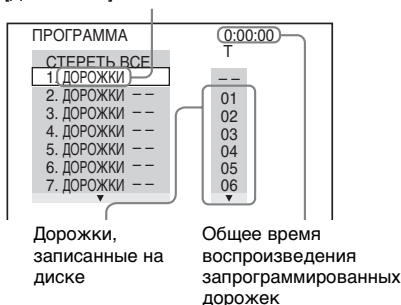 ПРОГРАММА 0:00:00
T
СТЕРЕТЬ ВСЕ
1. ДОРОЖКИ – –
2. ДОРОЖКИ – – 01
3. ДОРОЖКИ – – 02
4. ДОРОЖКИ – – 03
5. ДОРОЖКИ – – 04
6. ДОРОЖКИ – – 05
7. ДОРОЖКИ – – 06
Дорожки,
записанные на
диске
Общее время
воспроизведения
запрограммированных
дорожек